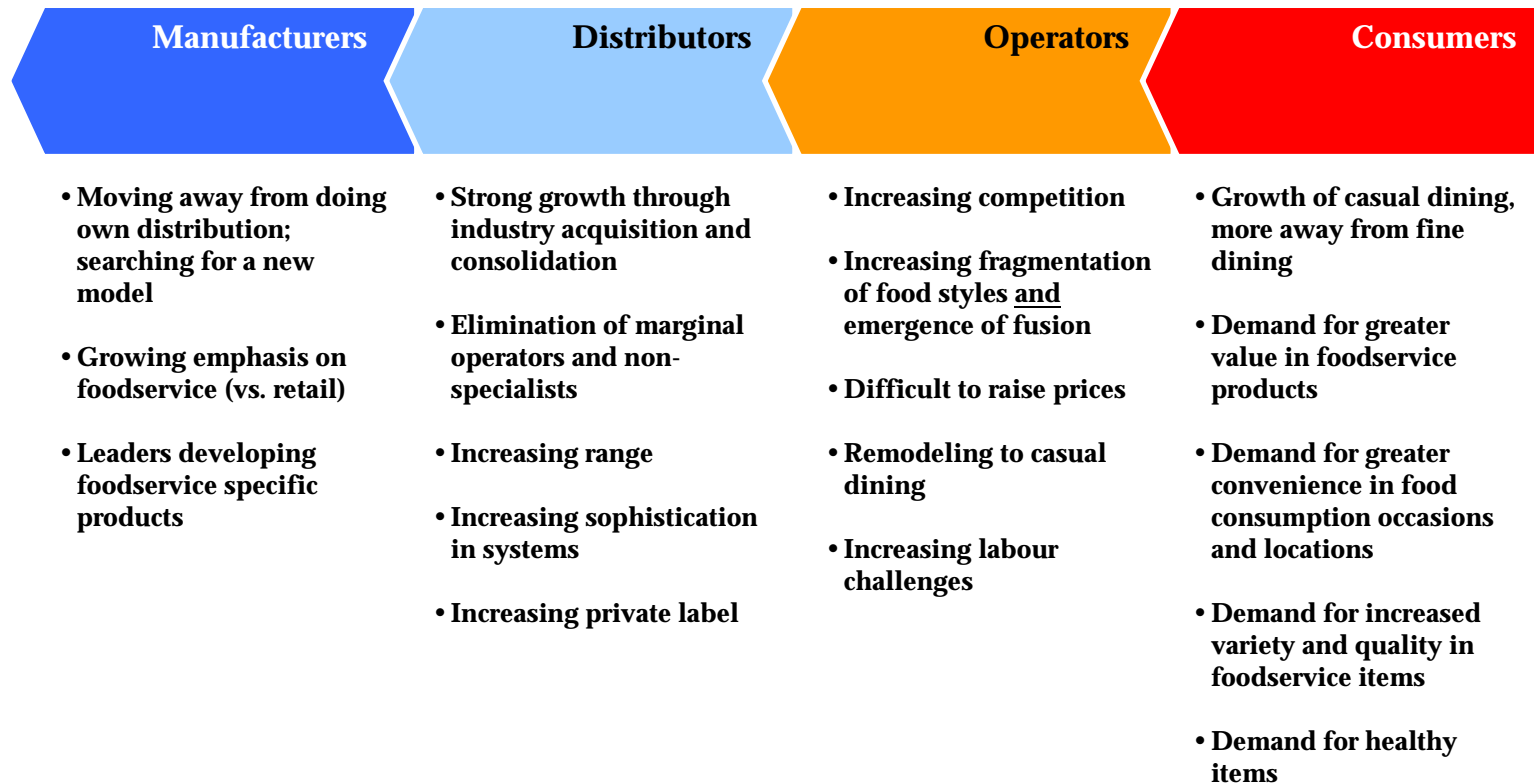 Manufacturers
Distributors
Operators
Consumers
• Moving away from doing
own distribution;
searching for a new
model
• Growing emphasis on
foodservice (vs. retail)
• Leaders developing
foodservice specific
products
• Strong growth through
industry acquisition and
consolidation
• Elimination of marginal
operators and non-
specialists
• Increasing range
• Increasing sophistication
in systems
• Increasing private label
• Increasing competition
• Increasing fragmentation
of food styles and
emergence of fusion
• Difficult to raise prices
• Remodeling to casual
dining
• Increasing labour
challenges
• Growth of casual dining,
more away from fine
dining
• Demand for greater
value in foodservice
products
• Demand for greater
convenience in food
consumption occasions
and locations
• Demand for increased
variety and quality in
foodservice items
• Demand for healthy
items